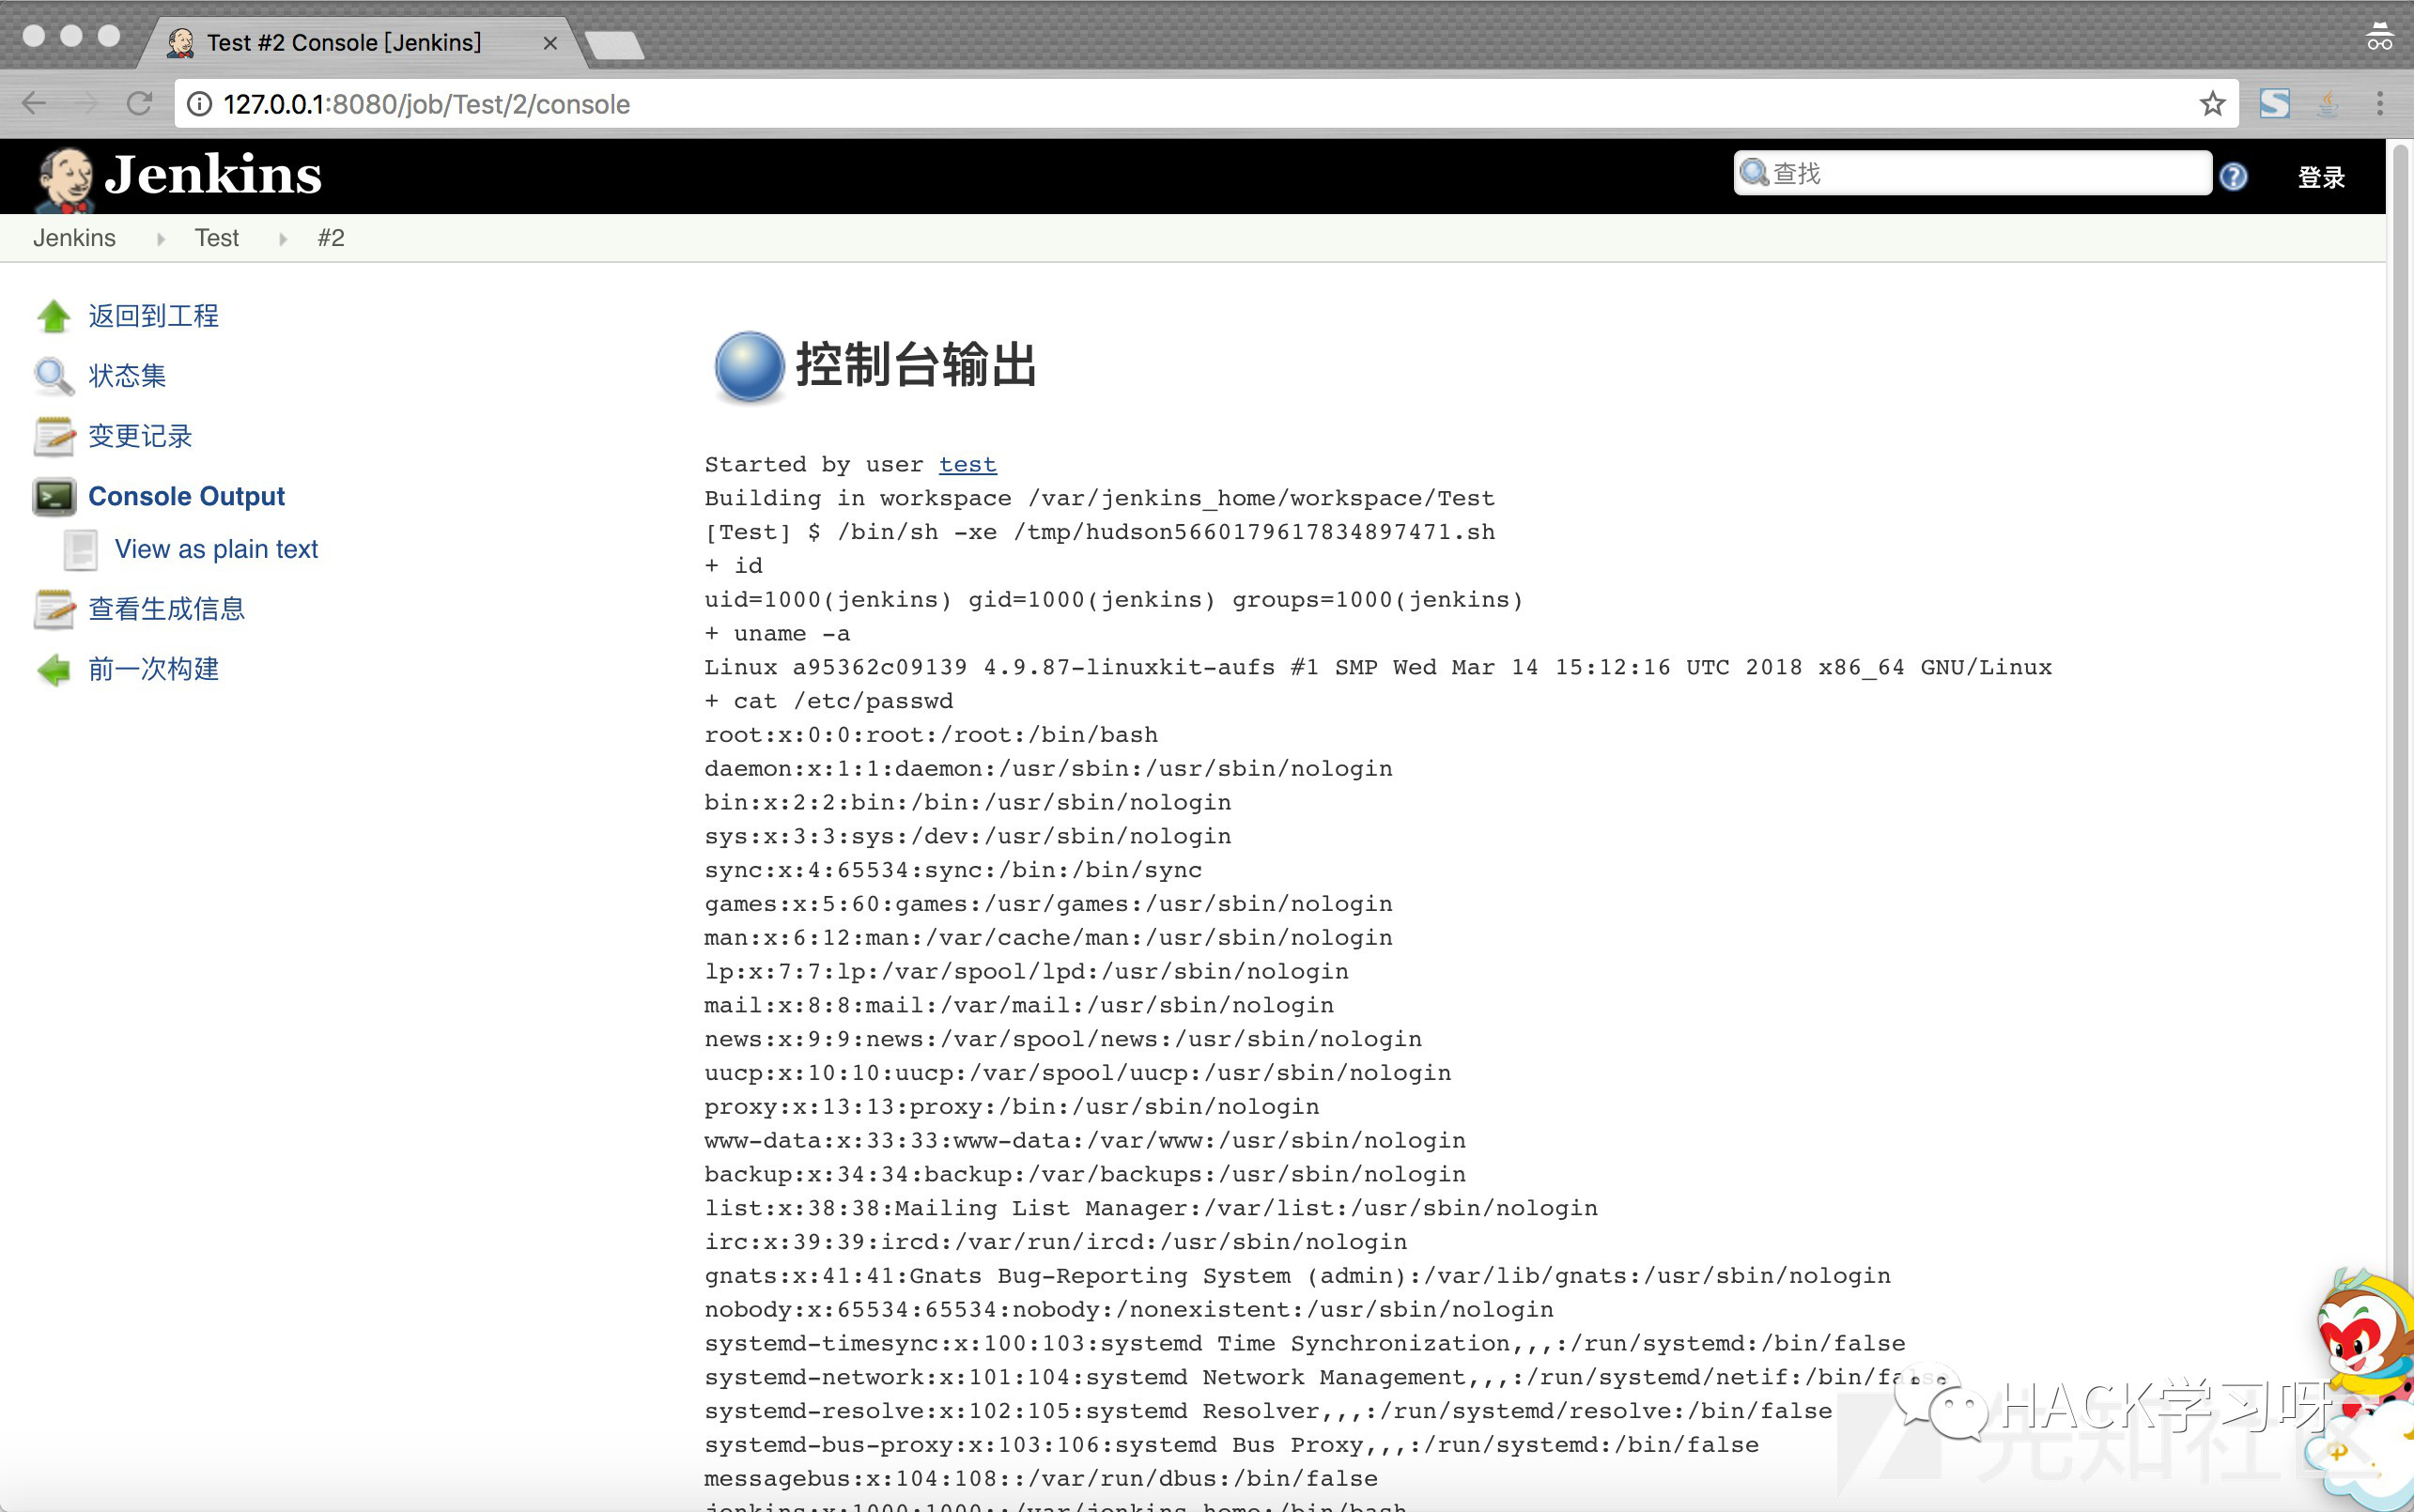 Test #2 Console [Jenkins]
127.0.0.1:8080/job/Test/2/console
Jenkins
查找
登录
Jenkins
Test
#2
返回到工程
状态集
变更记录
Console Output
View as plain text
查看生成信息
前一次构建
控制台输出
Started by user test
Building in workspace /var/jenkins_home/workspace/Test
[Test] $ /bin/sh -xe /tmp/hudson5660179617834897471.sh
+ id
uid=1000(jenkins) gid=1000(jenkins) groups=1000(jenkins)
+ uname -a
Linux a95362c09139 4.9.87-linuxkit-aufs #1 SMP Wed Mar 14 15:12:16 UTC 2018 x86_64 GNU/Linux
+ cat /etc/passwd
root:x:0:0:root:/root:/bin/bash
daemon:x:1:1:daemon:/usr/sbin:/usr/sbin/nologin
bin:x:2:2:bin:/bin:/usr/sbin/nologin
sys:x:3:3:sys:/dev:/usr/sbin/nologin
sync:x:4:65534:sync:/bin:/bin/sync
games:x:5:60:games:/usr/games:/usr/sbin/nologin
man:x:6:12:man:/var/cache/man:/usr/sbin/nologin
lp:x:7:7:lp:/var/spool/lpd:/usr/sbin/nologin
mail:x:8:8:mail:/var/mail:/usr/sbin/nologin
news:x:9:9:news:/var/spool/news:/usr/sbin/nologin
uucp:x:10:10:uucp:/var/spool/uucp:/usr/sbin/nologin
proxy:x:13:13:proxy:/bin:/usr/sbin/nologin
www-data:x:33:33:www-data:/var/www:/usr/sbin/nologin
backup:x:34:34:backup:/var/backups:/usr/sbin/nologin
list:x:38:38:Mailing List Manager:/var/list:/usr/sbin/nologin
irc:x:39:39:ircd:/var/run/ircd:/usr/sbin/nologin
gnats:x:41:41:Gnats Bug-Reporting System (admin):/var/lib/gnats:/usr/sbin/nologin
nobody:x:65534:65534:nobody:/nonexistent:/usr/sbin/nologin
systemd-timesync:x:100:103:systemd Time Synchronization,,,:/run/systemd:/bin/false
systemd-network:x:101:104:systemd Network Management,,,:/run/systemd/netif:/bin/false
systemd-resolve:x:102:105:systemd Resolver,,,:/run/systemd/resolve:/bin/false
systemd-bus-proxy:x:103:106:systemd Bus Proxy,,,:/run/systemd:/bin/false
messagebus:x:104:108::/var/run/dbus:/bin/false
jenkins:x:1000:1000::/var/jenkins_home:/bin/bash
HACK学习呀
先知社区